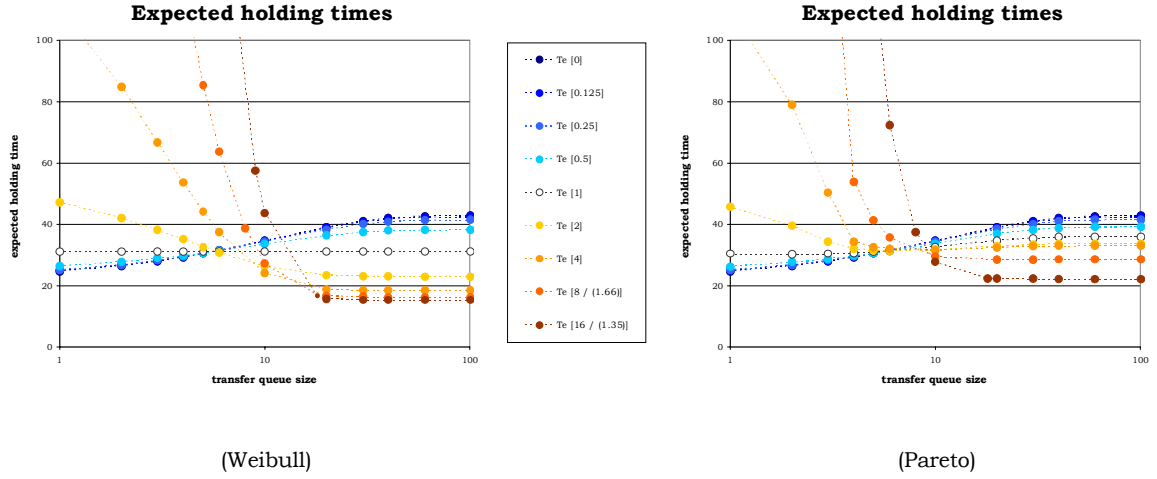 Expected holding times
100
80
60
40
20
0
1
10
100
expected holding time
transfer queue size
Te [0]
Te [0.125]
Te [0.25]
Te [0.5]
Te [1]
Te [2]
Te [4]
Te [8 / (1.66)]
Te [16 / (1.35)]
Expected holding times
100
80
60
40
20
0
1
10
100
expected holding time
transfer queue size
(Weibull)
(Pareto)